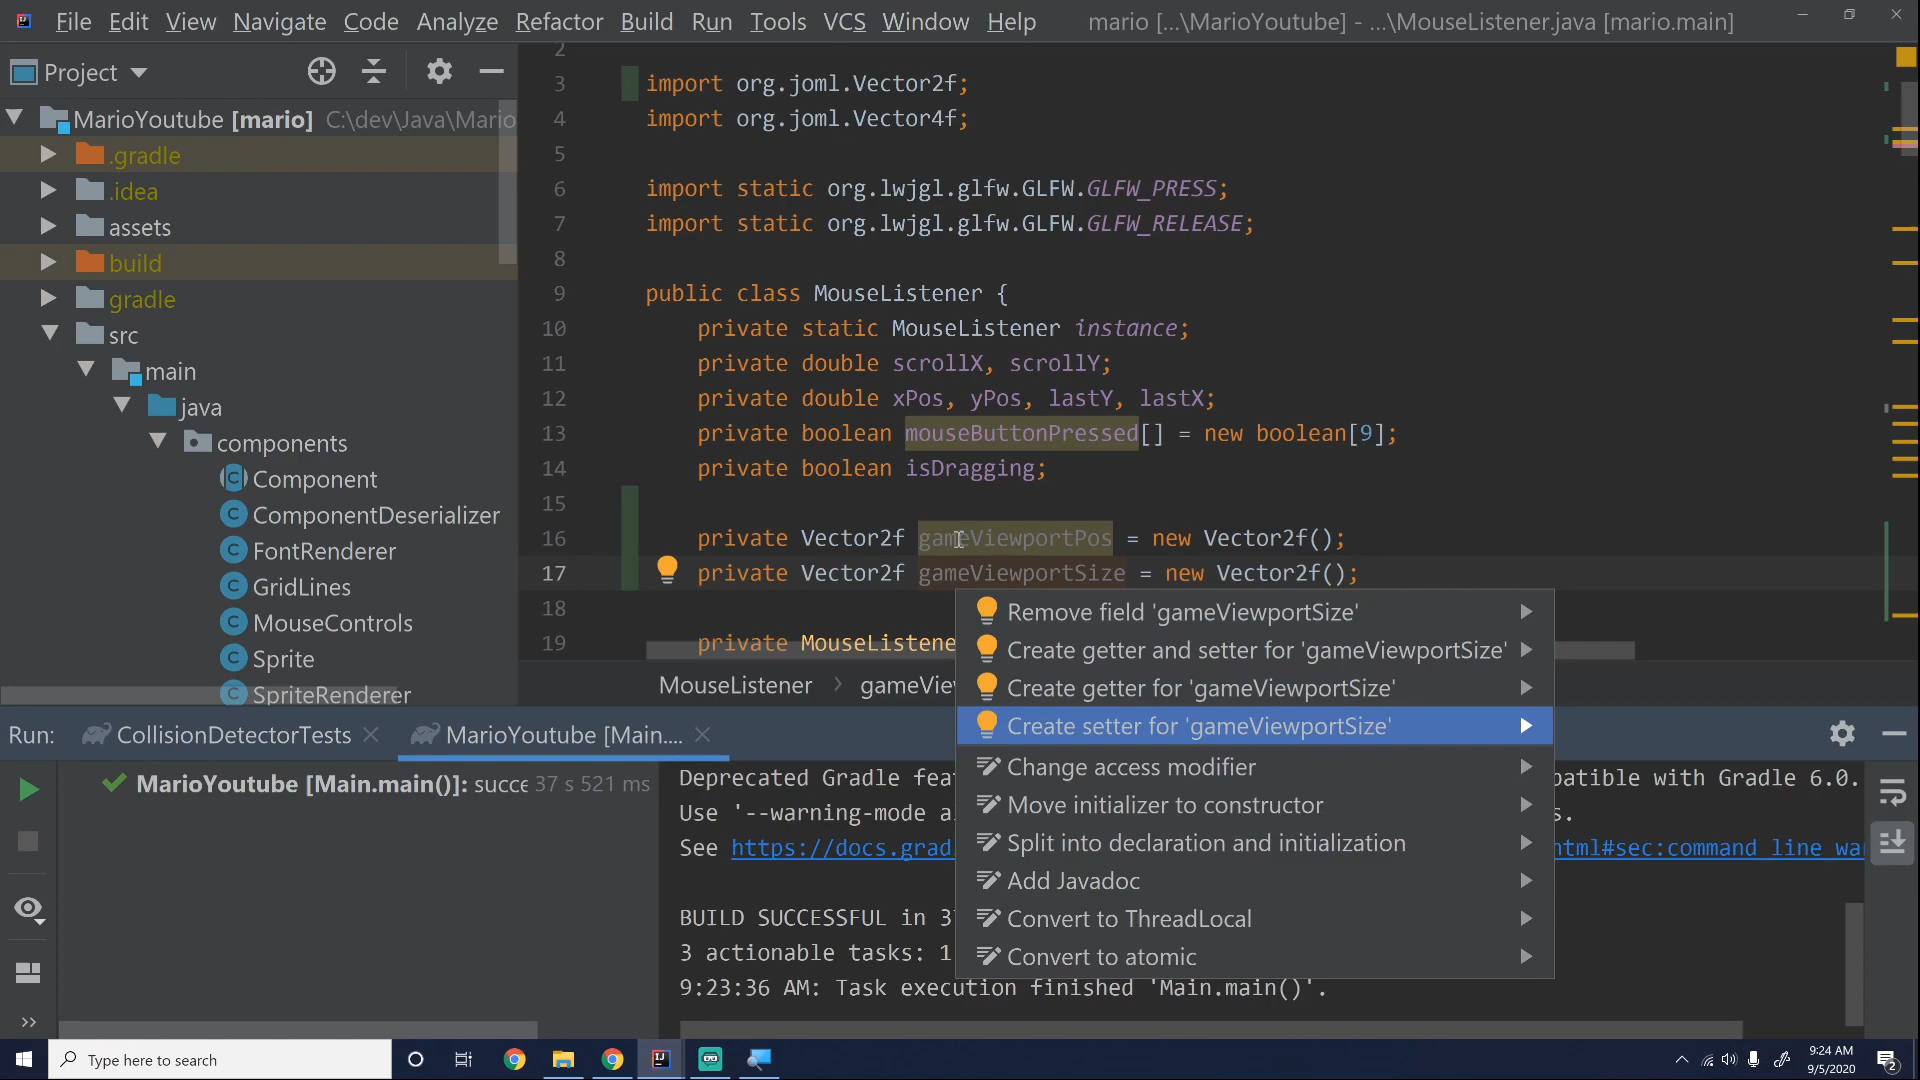 File Edit View Navigate Code Analyze Refactor Build Run Tools VCS Window Help mario [...\MarioYoutube] - ...\MouseListener.java [mario.main]
Project
MarioYoutube [mario] C:\dev\Java\Mario
.gradle
.idea
assets
build
gradle
src
main
java
components
Component
ComponentDeserializer
FontRenderer
GridLines
MouseControls
Sprite
SpriteRenderer
2
3 import org.joml.Vector2f;
4 import org.joml.Vector4f;
5
6 import static org.lwjgl.glfw.GLFW.GLFW_PRESS;
7 import static org.lwjgl.glfw.GLFW.GLFW_RELEASE;
8
9 public class MouseListener {
10 private static MouseListener instance;
11 private double scrollX, scrollY;
12 private double xPos, yPos, lastY, lastX;
13 private boolean mouseButtonPressed[] = new boolean[9];
14 private boolean isDragging;
15
16 private Vector2f gameViewportPos = new Vector2f();
17 private Vector2f gameViewportSize = new Vector2f();
18
19 private MouseListene
MouseListener > gameVie
Remove field 'gameViewportSize'
Create getter and setter for 'gameViewportSize'
Create getter for 'gameViewportSize'
Create setter for 'gameViewportSize'
Change access modifier
Move initializer to constructor
Split into declaration and initialization
Add Javadoc
Convert to ThreadLocal
Convert to atomic
Run: CollisionDetectorTests MarioYoutube [Main....
MarioYoutube [Main.main()]: succe 37 s 521 ms
Deprecated Gradle fea patible with Gradle 6.0.
Use '--warning-mode a s.
See https://docs.grad html#sec:command_line_wa
BUILD SUCCESSFUL in 3
3 actionable tasks: 1
9:23:36 AM: Task execution finished 'Main.main()'.
Type here to search
9:24 AM
9/5/2020
2